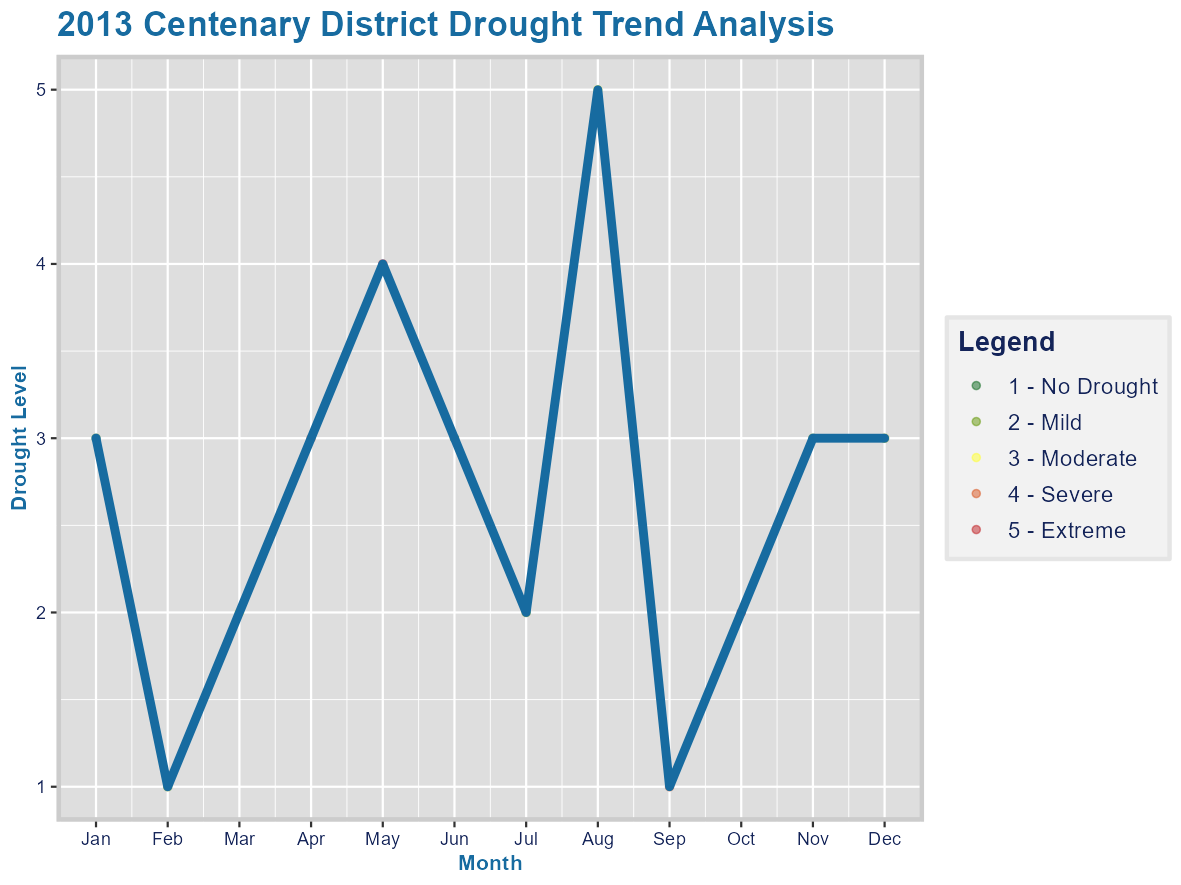 2013 Centenary District Drought Trend Analysis
5
4
3
2
1
Drought Level
Jan Feb Mar Apr May Jun Jul Aug Sep Oct Nov Dec
Month
Legend
1 - No Drought
2 - Mild
3 - Moderate
4 - Severe
5 - Extreme